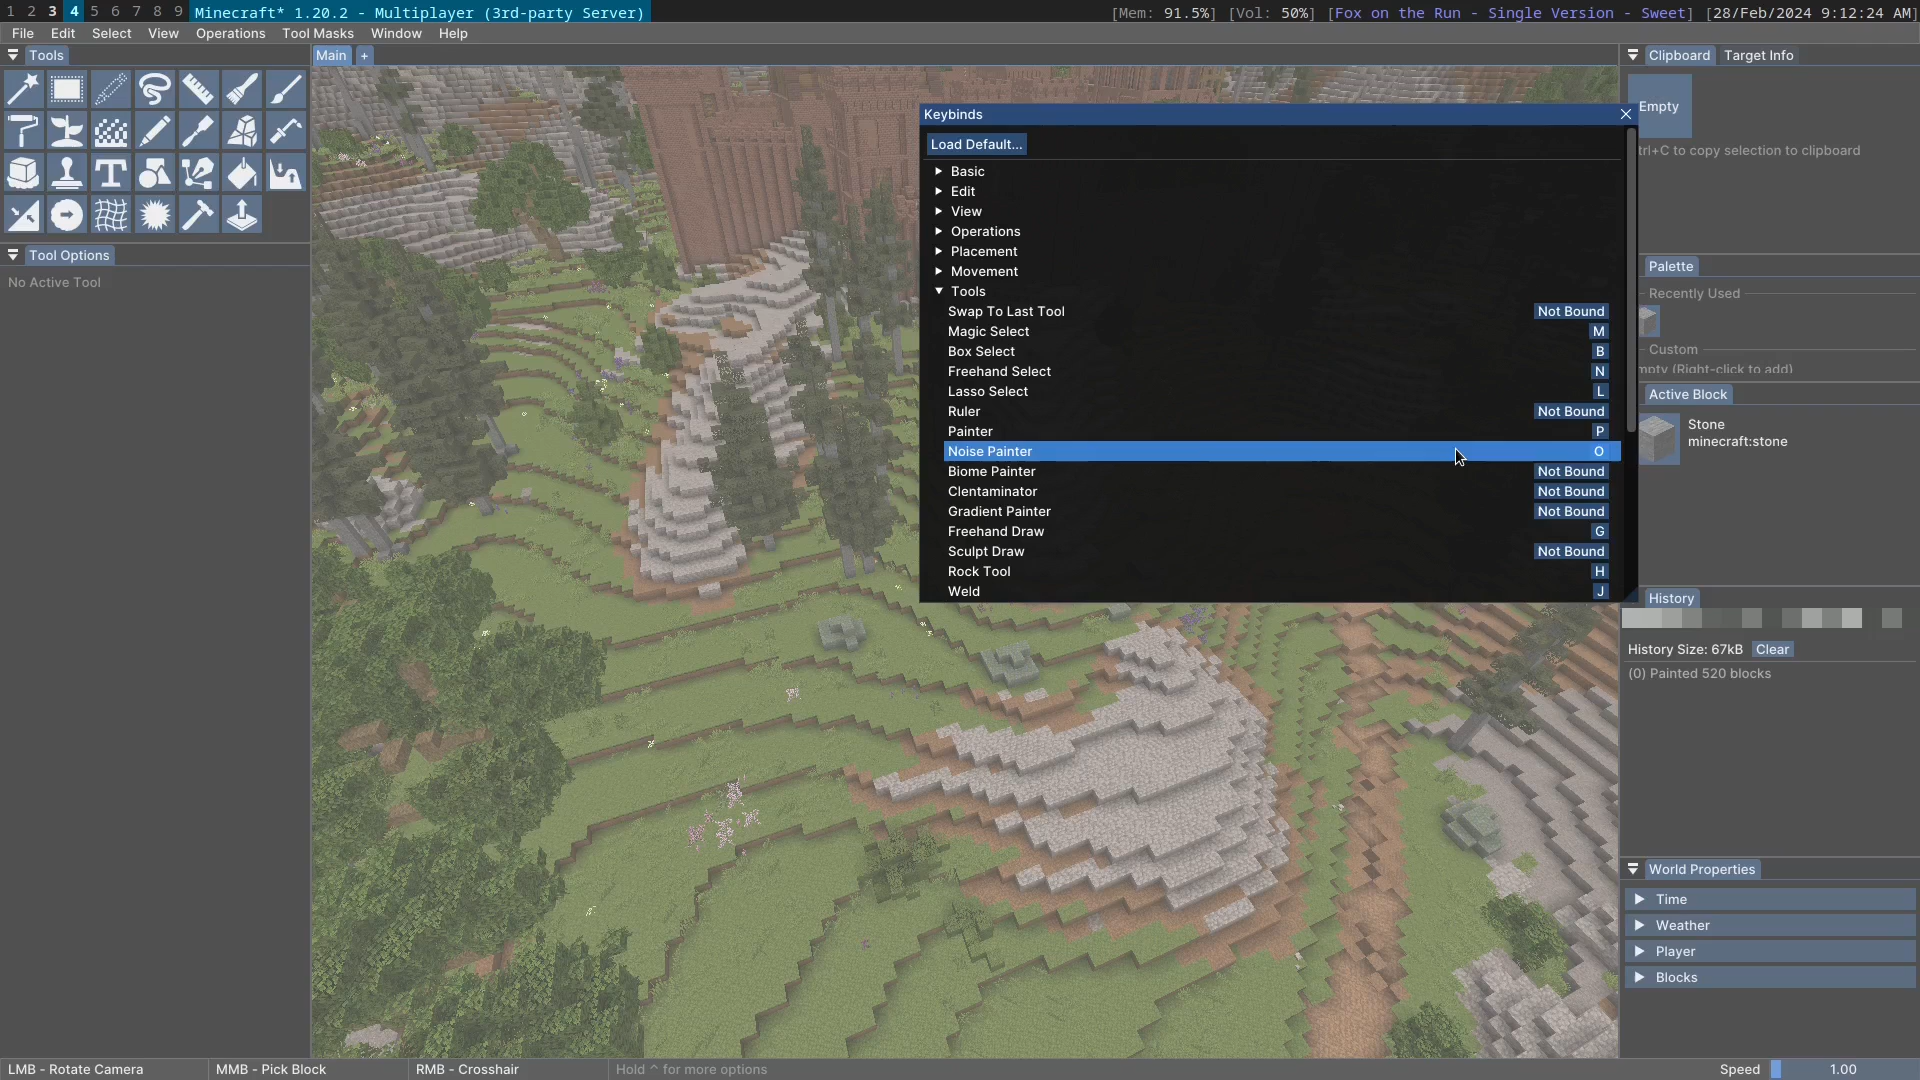 1 2 3 4 5 6 7 8 9 Minecraft* 1.20.2 - Multiplayer (3rd-party Server) [Mem: 91.5%] [Vol: 50%] [Fox on the Run - Single Version - Sweet] [28/Feb/2024 9:12:24 AM]
File Edit Select View Operations Tool Masks Window Help
Tools
Main +
Clipboard Target Info
Empty
trl+C to copy selection to clipboard
Keybinds
Load Default...
Basic
Edit
View
Operations
Placement
Movement
Tools
Swap To Last Tool Not Bound
Magic Select M
Box Select B
Freehand Select N
Lasso Select L
Ruler Not Bound
Painter P
Noise Painter O
Biome Painter Not Bound
Clentaminator Not Bound
Gradient Painter Not Bound
Freehand Draw G
Sculpt Draw Not Bound
Rock Tool H
Weld J
Tool Options
No Active Tool
Palette
Recently Used
Custom
mpty (Right-click to add)
Active Block
Stone
minecraft:stone
History
History Size: 67kB Clear
(0) Painted 520 blocks
World Properties
Time
Weather
Player
Blocks
LMB - Rotate Camera MMB - Pick Block RMB - Crosshair Hold ^ for more options Speed 1.00